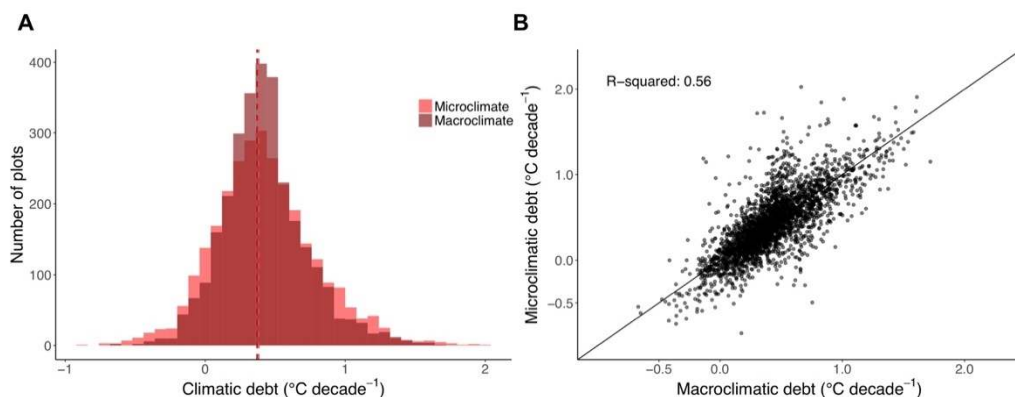 A
400
300
200
100
0
Number of plots
−1
0
1
2
Climatic debt (°C decade⁻¹)
Microclimate
Macroclimate
B
R-squared: 0.56
2.0
1.0
0.0
−0.5
Microclimatic debt (°C decade⁻¹)
−0.5
0.0
1.0
2.0
Macroclimatic debt (°C decade⁻¹)